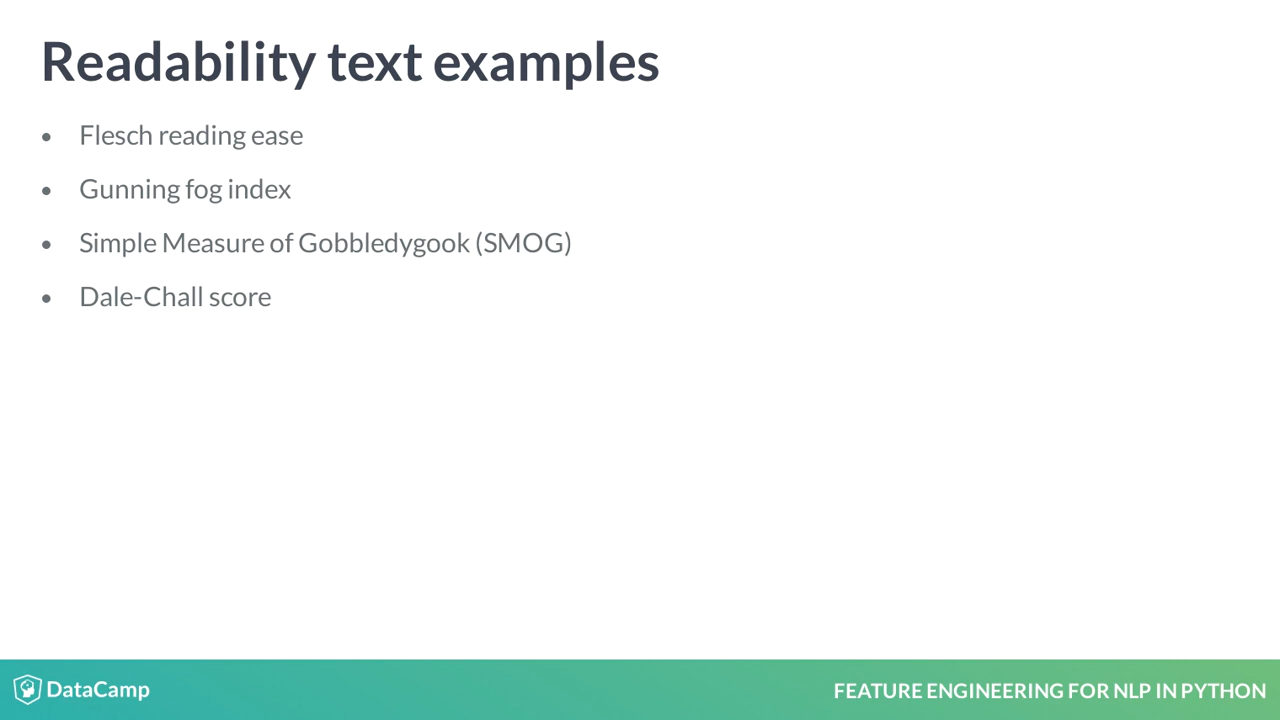 Readability text examples
• Flesch reading ease
• Gunning fog index
• Simple Measure of Gobbledygook (SMOG)
• Dale-Chall score
DataCamp
FEATURE ENGINEERING FOR NLP IN PYTHON